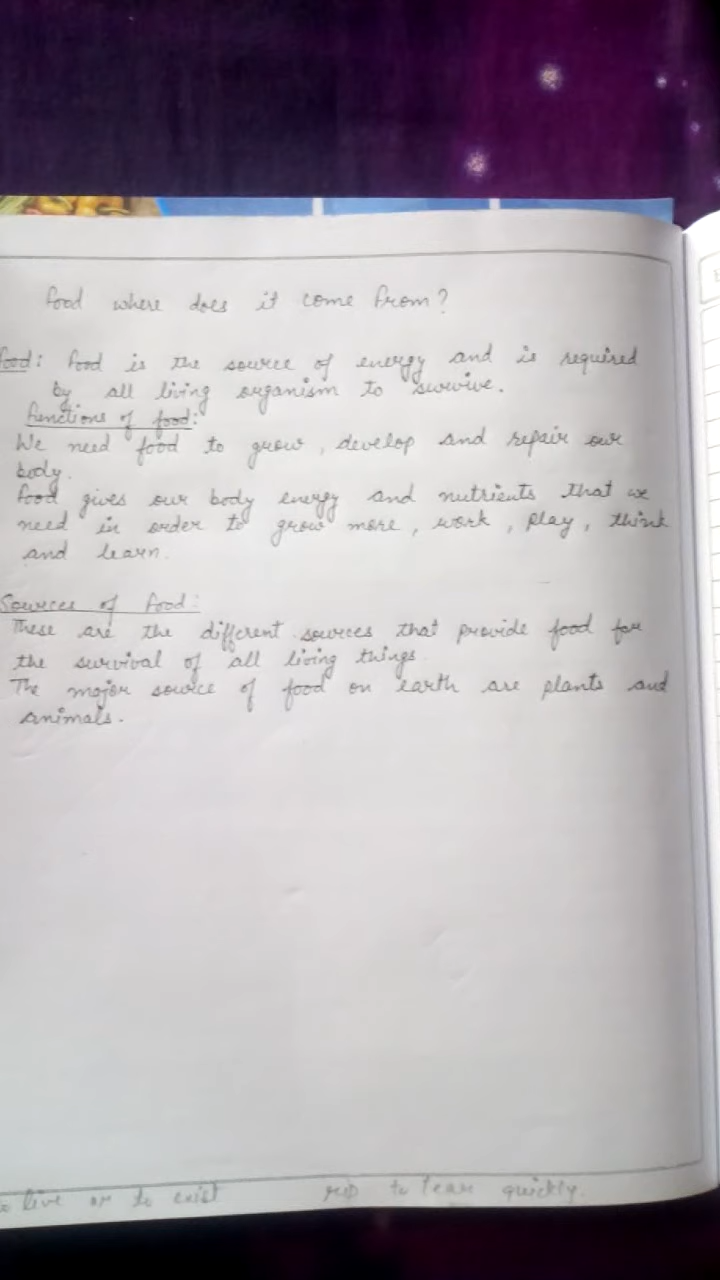 food where does it come from?
food: food is the source of energy and is required
by all living organism to survive.
functions of food:
We need food to grow, develop and repair our
body.
food gives our body energy and nutrients that we
need in order to grow more, work, play, think
and learn.
Sources of food:
These are the different sources that provide food for
the survival of all living things.
The major source of food on earth are plants and
animals.
live or to exist rip to tear quickly.